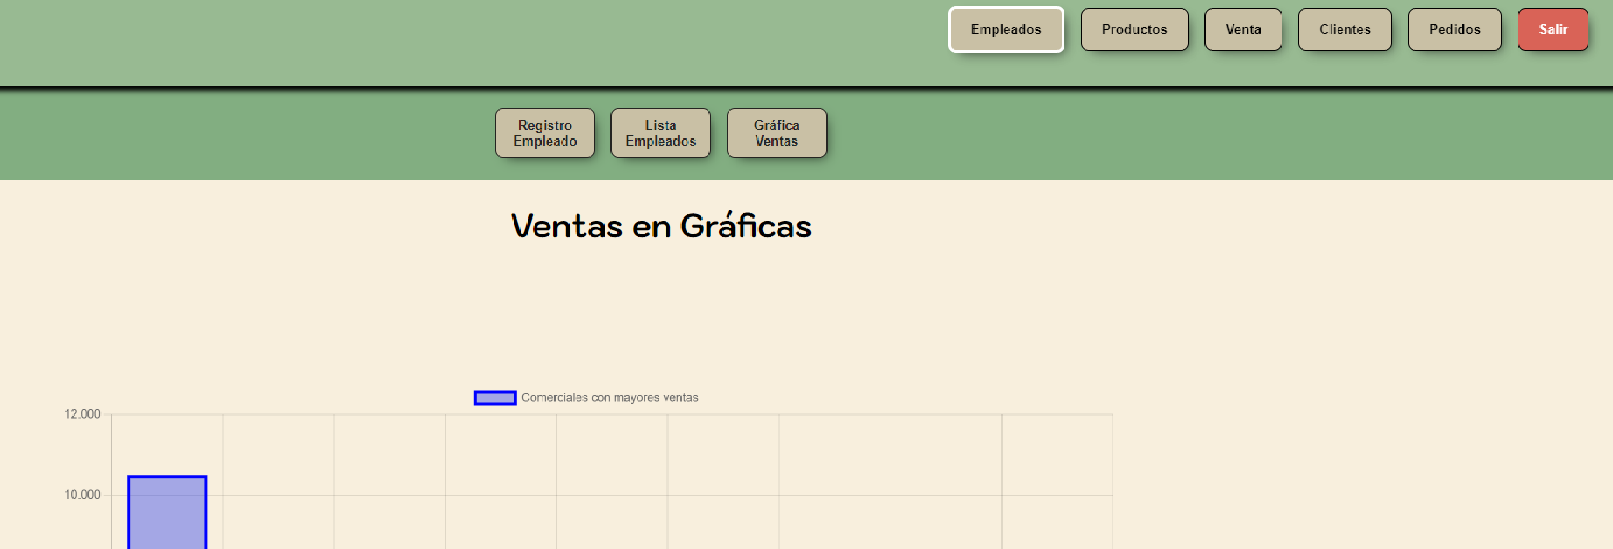 Empleados
Productos
Venta
Clientes
Pedidos
Salir
Registro
Empleado
Lista
Empleados
Gráfica
Ventas
Ventas en Gráficas
Comerciales con mayores ventas
12.000
10.000